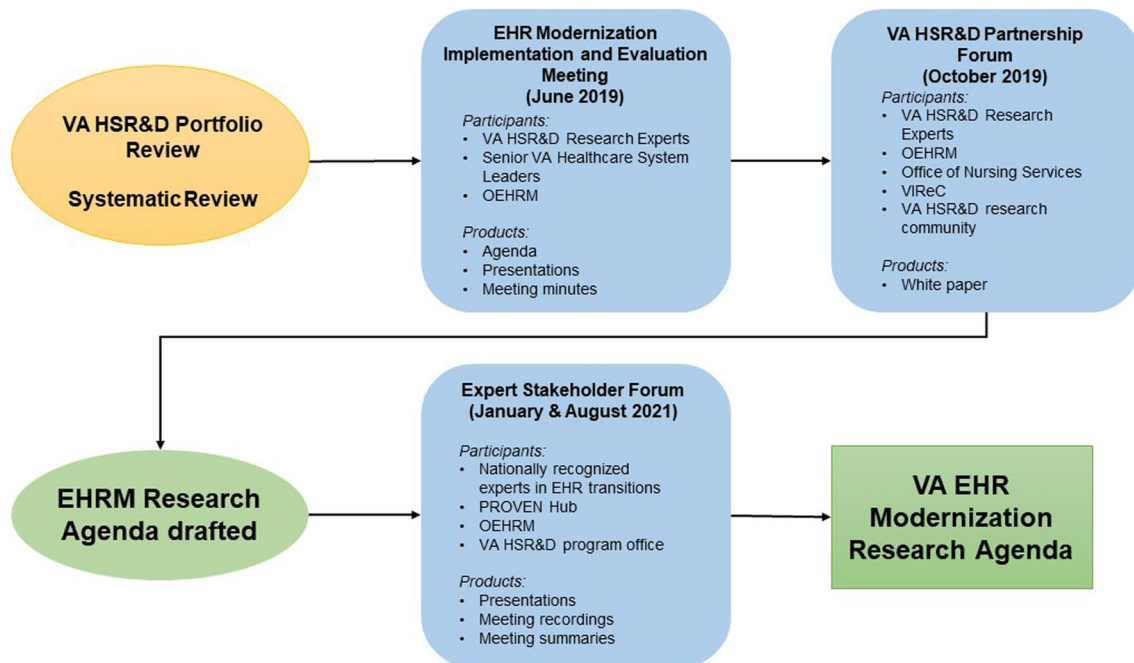 VA HSR&D Portfolio
Review
Systematic Review
EHR Modernization
Implementation and Evaluation
Meeting
(June 2019)
Participants:
• VA HSR&D Research Experts
• Senior VA Healthcare System
Leaders
• OEHRM
Products:
• Agenda
• Presentations
• Meeting minutes
VA HSR&D Partnership
Forum
(October 2019)
Participants:
• VA HSR&D Research
Experts
• OEHRM
• Office of Nursing Services
• VIReC
• VA HSR&D research
community
Products:
• White paper
EHRM Research
Agenda drafted
Expert Stakeholder Forum
(January & August 2021)
Participants:
• Nationally recognized
experts in EHR transitions
• PROVEN Hub
• OEHRM
• VA HSR&D program office
Products:
• Presentations
• Meeting recordings
• Meeting summaries
VA EHR
Modernization
Research Agenda